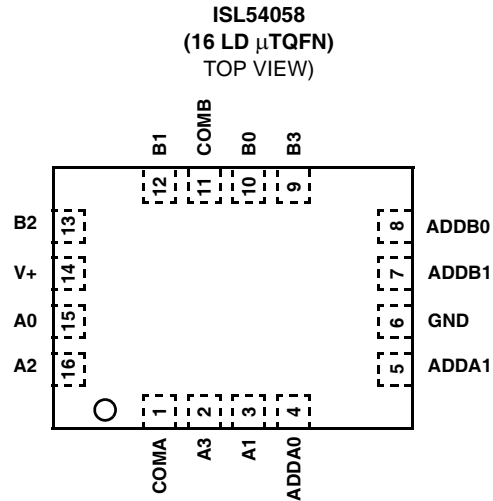 ISL54058
(16 LD µTQFN)
TOP VIEW)
B1
COMB
B0
B3
12
11
10
9
B2
13
8
ADDB0
V+
14
7
ADDB1
A0
15
6
GND
A2
16
5
ADDA1
1
2
3
4
COMA
A3
A1
ADDA0